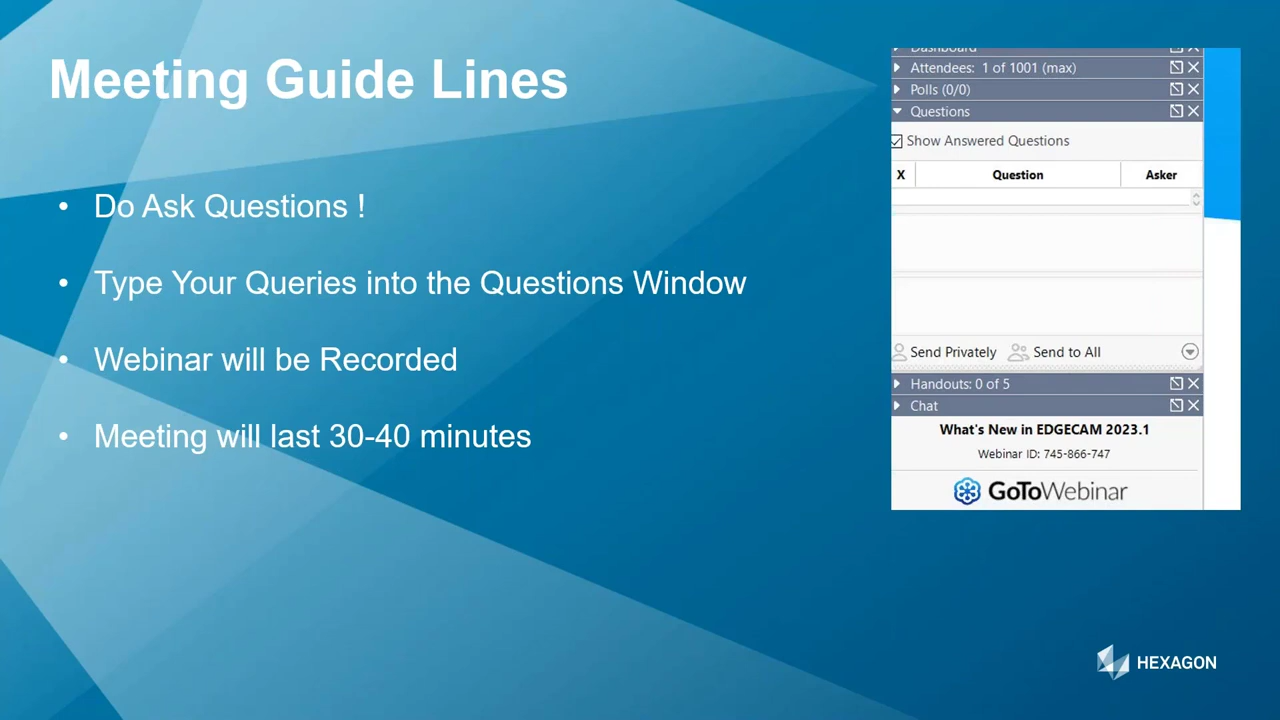 Meeting Guide Lines
• Do Ask Questions !
• Type Your Queries into the Questions Window
• Webinar will be Recorded
• Meeting will last 30-40 minutes
Dashboard
Attendees: 1 of 1001 (max)
Polls (0/0)
Questions
Show Answered Questions
X Question Asker
Send Privately Send to All
Handouts: 0 of 5
Chat
What's New in EDGECAM 2023.1
Webinar ID: 745-866-747
GoToWebinar
HEXAGON